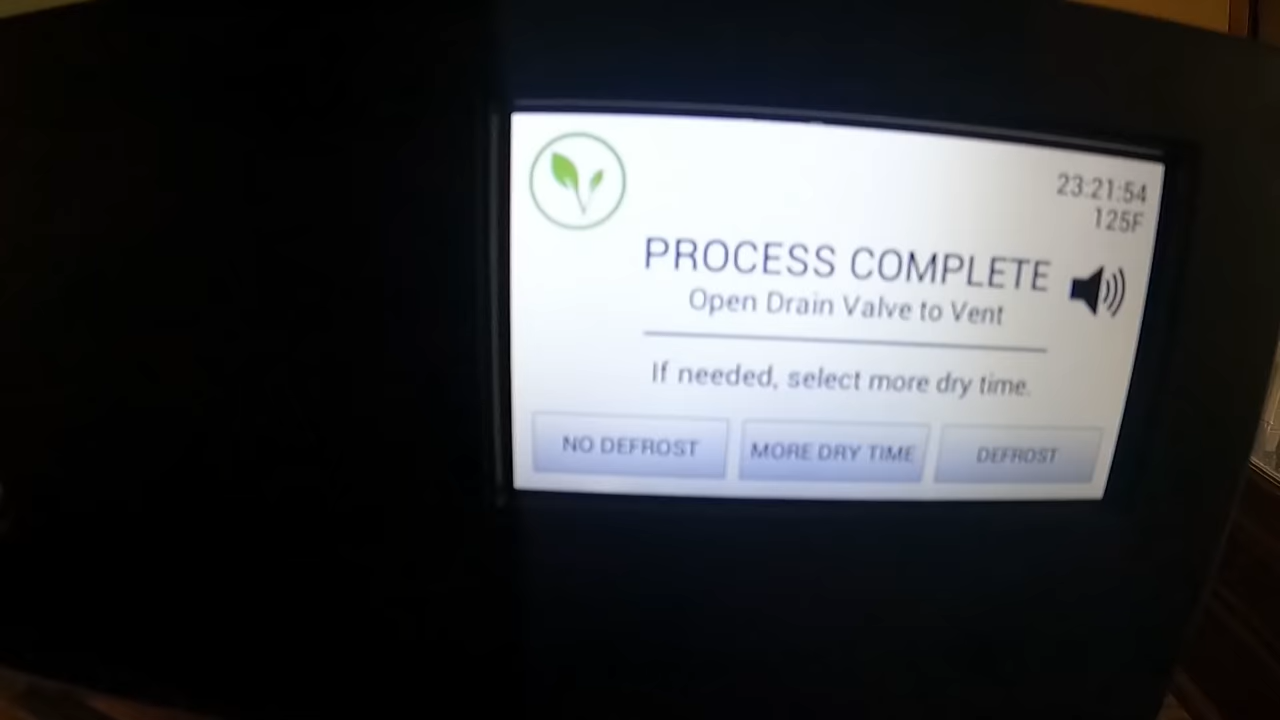 23:21:54
125F
PROCESS COMPLETE
Open Drain Valve to Vent
If needed, select more dry time.
NO DEFROST
MORE DRY TIME
DEFROST